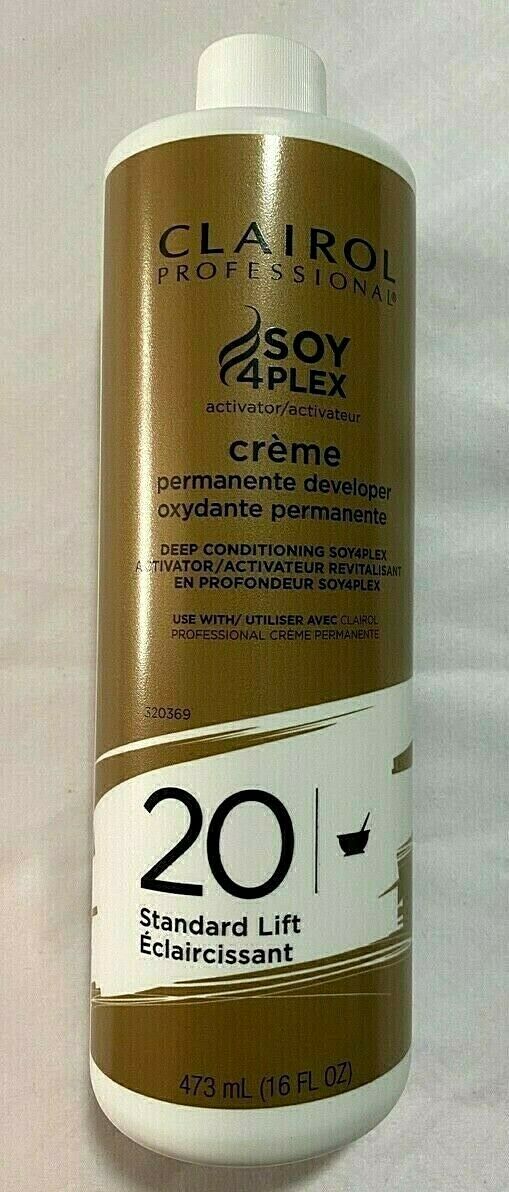 CLAIROL
PROFESSIONAL®
SOY
4PLEX
activator/activateur
crème
permanente developer
oxydante permanente
DEEP CONDITIONING SOY4PLEX
ACTIVATOR/ACTIVATEUR REVITALISANT
EN PROFONDEUR SOY4PLEX
USE WITH/ UTILISER AVEC CLAIROL
PROFESSIONAL CRÈME PERMANENTE
320369
20
Standard Lift
Éclaircissant
473 mL (16 FL OZ)